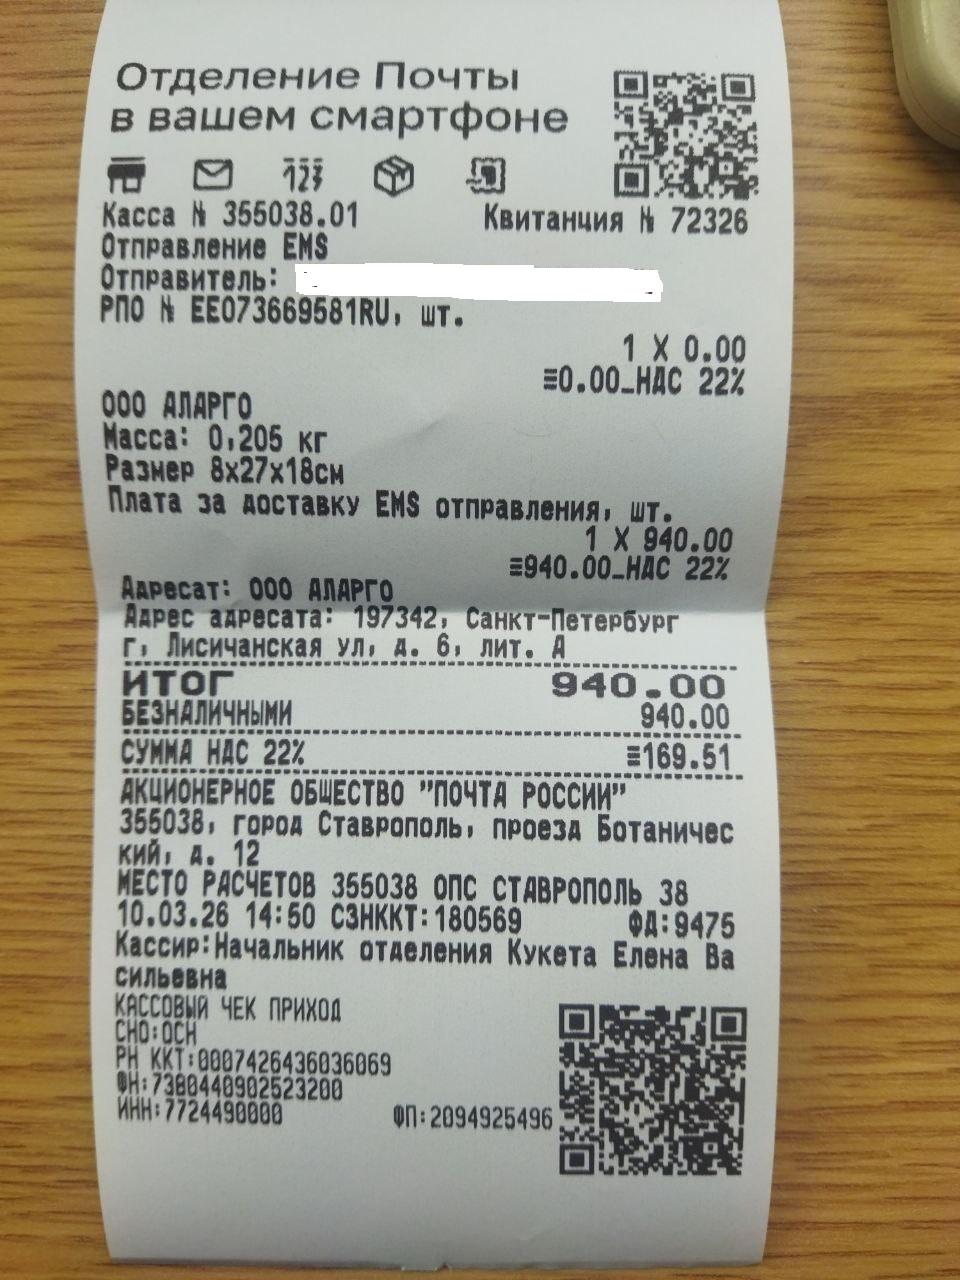 Отделение Почты
в вашем смартфоне
123
Касса № 355038.01 Квитанция № 72326
Отправление EMS
Отправитель:
РПО № EE073669581RU, шт.
1 X 0.00
≡0.00_НДС 22%
ООО АЛАРГО
Масса: 0,205 кг
Размер 8x27x18см
Плата за доставку EMS отправления, шт.
1 X 940.00
≡940.00_НДС 22%
Адресат: ООО АЛАРГО
Адрес адресата: 197342, Санкт-Петербург
г, Лисичанская ул, д. 6, лит. А
ИТОГ 940.00
БЕЗНАЛИЧНЫМИ 940.00
СУММА НДС 22% ≡169.51
АКЦИОНЕРНОЕ ОБЩЕСТВО "ПОЧТА РОССИИ"
355038, город Ставрополь, проезд Ботаничес
кий, д. 12
МЕСТО РАСЧЕТОВ 355038 ОПС СТАВРОПОЛЬ 38
10.03.26 14:50 СЗНККТ:180569 ФД:9475
Кассир:Начальник отделения Кукета Елена Ва
сильевна
КАССОВЫЙ ЧЕК ПРИХОД
СНО:ОСН
РН ККТ:0007426436036069
ФН:7380440902523200
ИНН:7724490000 ФП:2094925496